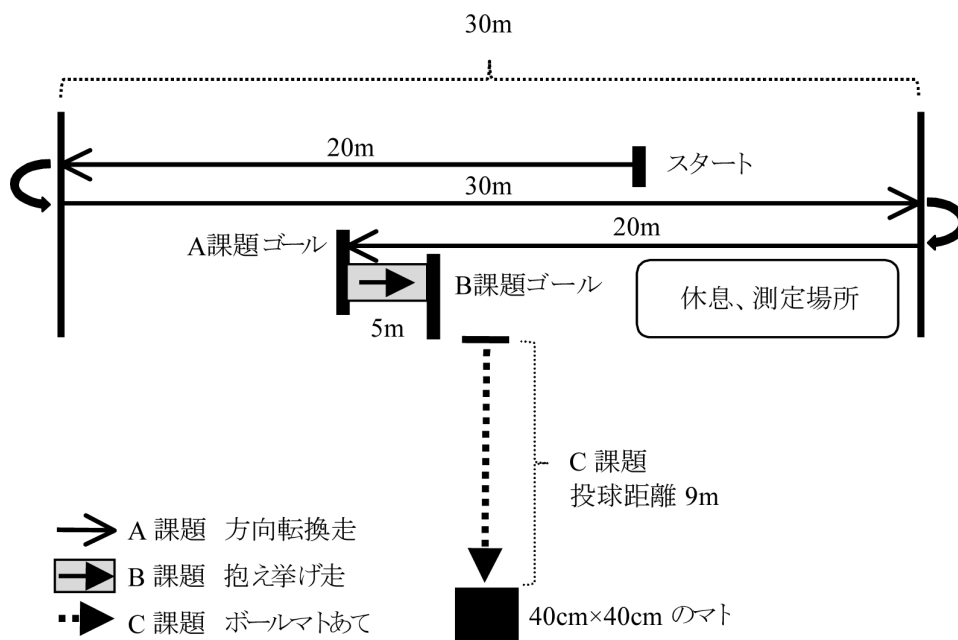 30m
20m
スタート
30m
20m
A課題ゴール
B課題ゴール
休息、測定場所
5m
C 課題
投球距離 9m
A 課題 方向転換走
B 課題 抱え挙げ走
C 課題 ボールマトあて
40cm×40cm のマト